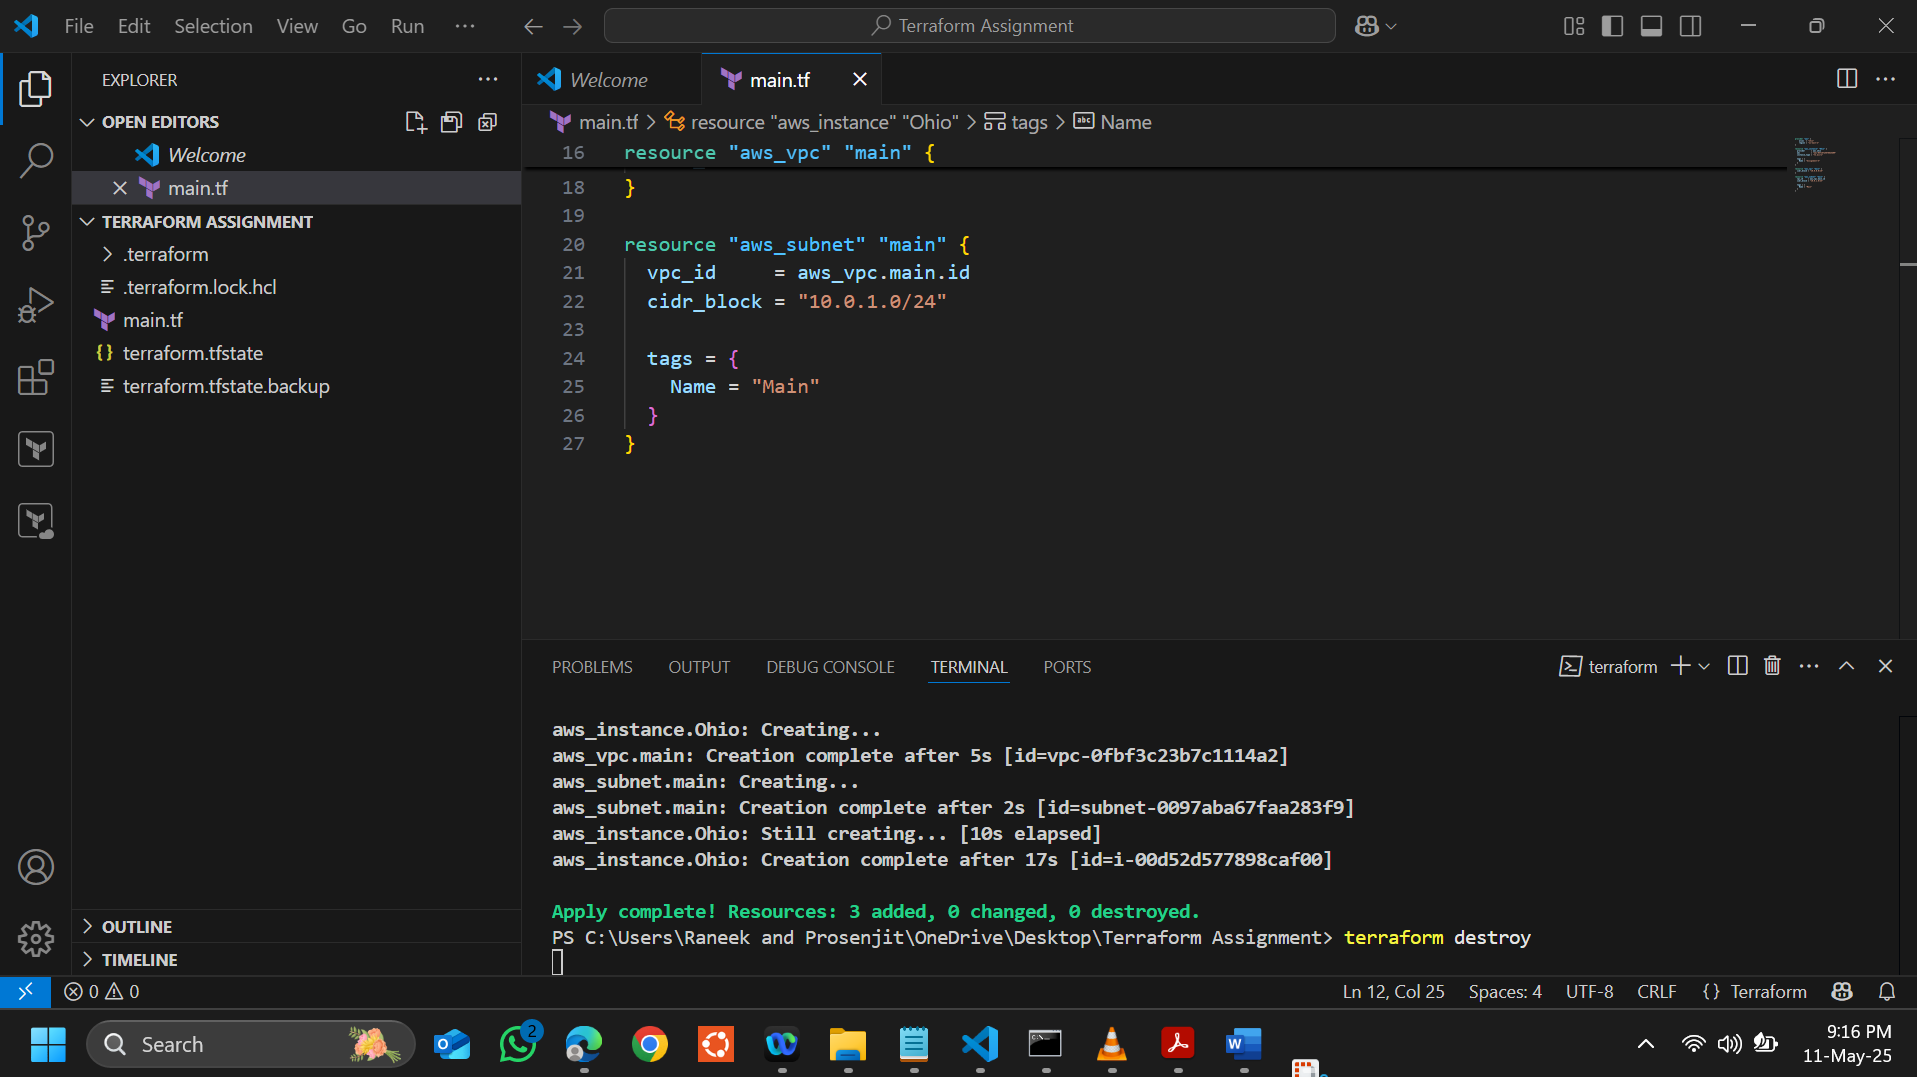 File Edit Selection View Go Run ···
Terraform Assignment
EXPLORER
OPEN EDITORS
Welcome
main.tf
TERRAFORM ASSIGNMENT
.terraform
.terraform.lock.hcl
main.tf
terraform.tfstate
terraform.tfstate.backup
OUTLINE
TIMELINE
Welcome main.tf
main.tf > resource "aws_instance" "Ohio" > tags > Name
16 resource "aws_vpc" "main" {
18 }
19
20 resource "aws_subnet" "main" {
21 vpc_id = aws_vpc.main.id
22 cidr_block = "10.0.1.0/24"
23
24 tags = {
25 Name = "Main"
26 }
27 }
PROBLEMS OUTPUT DEBUG CONSOLE TERMINAL PORTS
terraform
aws_instance.Ohio: Creating...
aws_vpc.main: Creation complete after 5s [id=vpc-0fbf3c23b7c1114a2]
aws_subnet.main: Creating...
aws_subnet.main: Creation complete after 2s [id=subnet-0097aba67faa283f9]
aws_instance.Ohio: Still creating... [10s elapsed]
aws_instance.Ohio: Creation complete after 17s [id=i-00d52d577898caf00]
Apply complete! Resources: 3 added, 0 changed, 0 destroyed.
PS C:\Users\Raneek and Prosenjit\OneDrive\Desktop\Terraform Assignment> terraform destroy
0 0
Ln 12, Col 25 Spaces: 4 UTF-8 CRLF {} Terraform
Search
2
9:16 PM
11-May-25